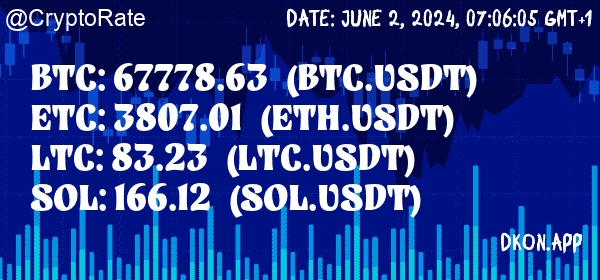 @CryptoRate
DATE: JUNE 2, 2024, 07:06:05 GMT+1
BTC: 67778.63 (BTC.USDT)
ETC: 3807.01 (ETH.USDT)
LTC: 83.23 (LTC.USDT)
SOL: 166.12 (SOL.USDT)
DKON.APP